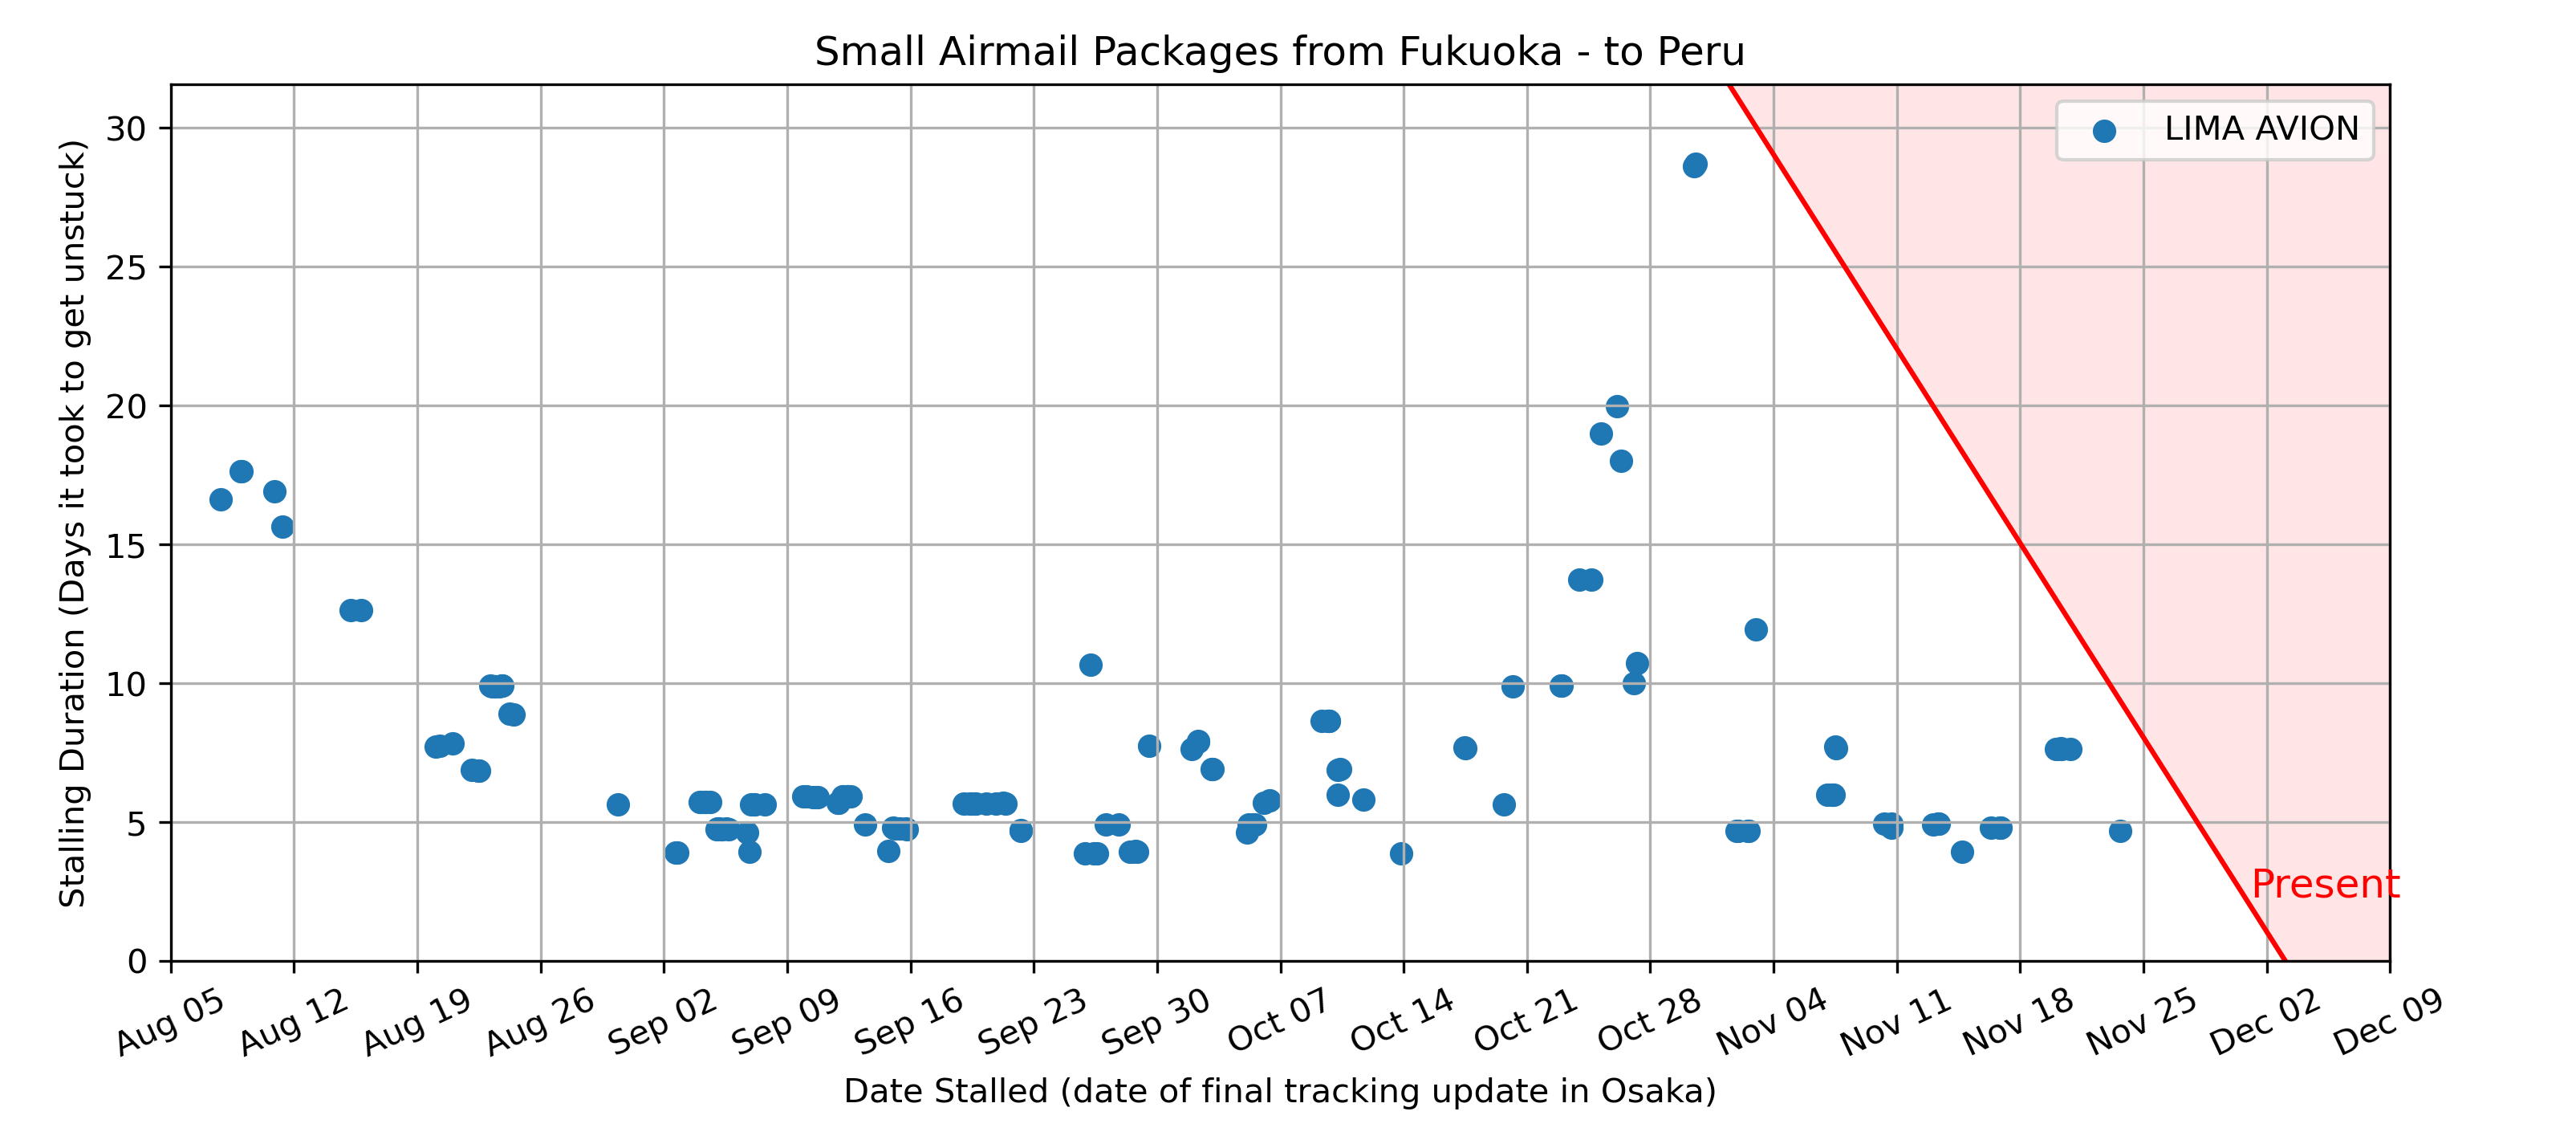 Small Airmail Packages from Fukuoka - to Peru
Stalling Duration (Days it took to get unstuck)
30
25
20
15
10
5
0
LIMA AVION
Present
Aug 05
Aug 12
Aug 19
Aug 26
Sep 02
Sep 09
Sep 16
Sep 23
Sep 30
Oct 07
Oct 14
Oct 21
Oct 28
Nov 04
Nov 11
Nov 18
Nov 25
Dec 02
Dec 09
Date Stalled (date of final tracking update in Osaka)